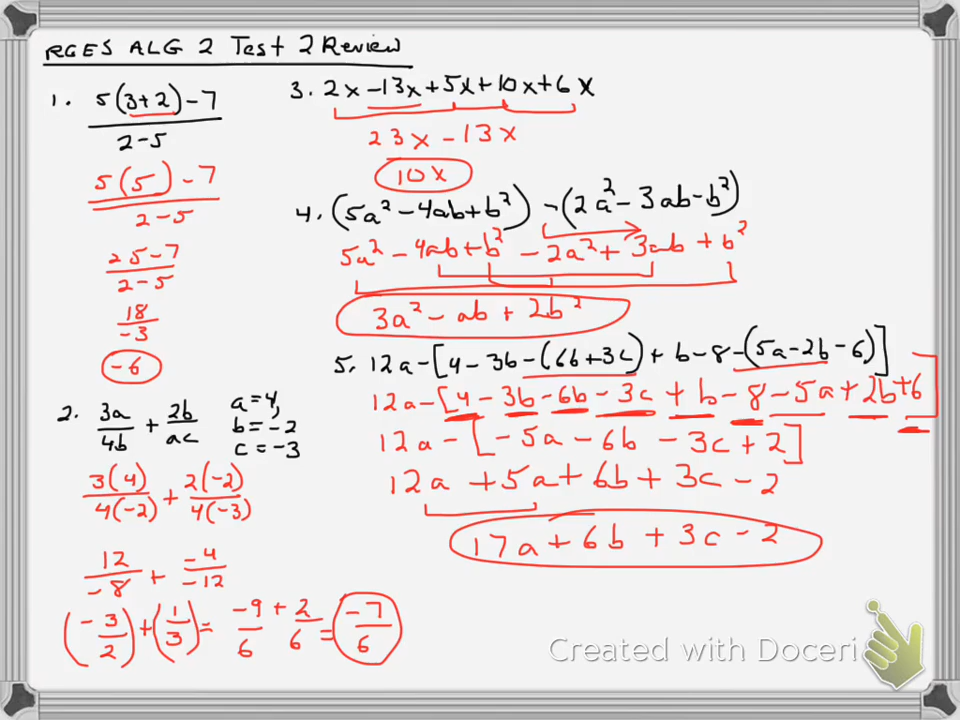 RGES ALG 2 Test 2 Review
1. 5(3+2)-7
2-5
5(5)-7
2-5
25-7
2-5
18
-3
-6
2. 3a/4b + 2b/ac a=4, b=-2 c=-3
3(4)/4(-2) + 2(-2)/4(-3)
12/-8 + -4/-12
(-3/2)+(1/3)= -9/6 + 2/6 = -7/6
3. 2x-13x+5x+10x+6x
23x-13x
10x
4. (5a²-4ab+b²)-(2a²-3ab-b²)
5a²-4ab+b²-2a²+3ab+b²
3a²-ab+2b²
5. 12a-[4-3b-(6b+3c)+b-8-(5a-2b-6)]
12a-[4-3b-6b-3c+b-8-5a+2b+6]
12a-[-5a-6b-3c+2]
12a+5a+6b+3c-2
17a+6b+3c-2
Created with Doceri